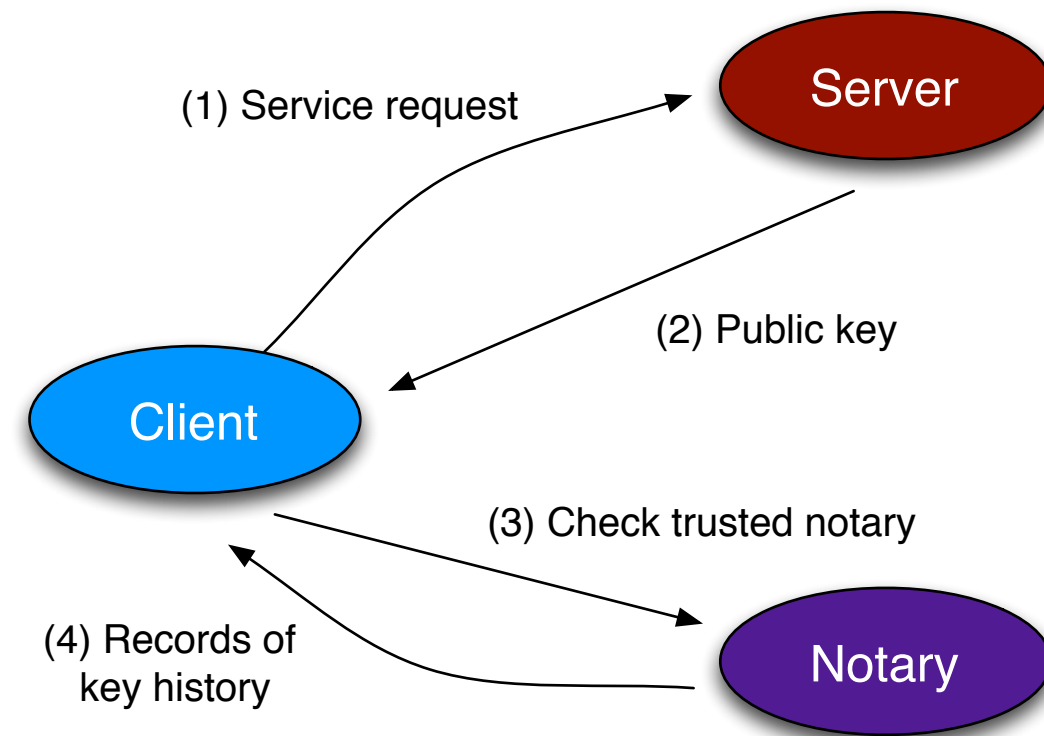 Server
(1) Service request
(2) Public key
Client
(3) Check trusted notary
(4) Records of
key history
Notary